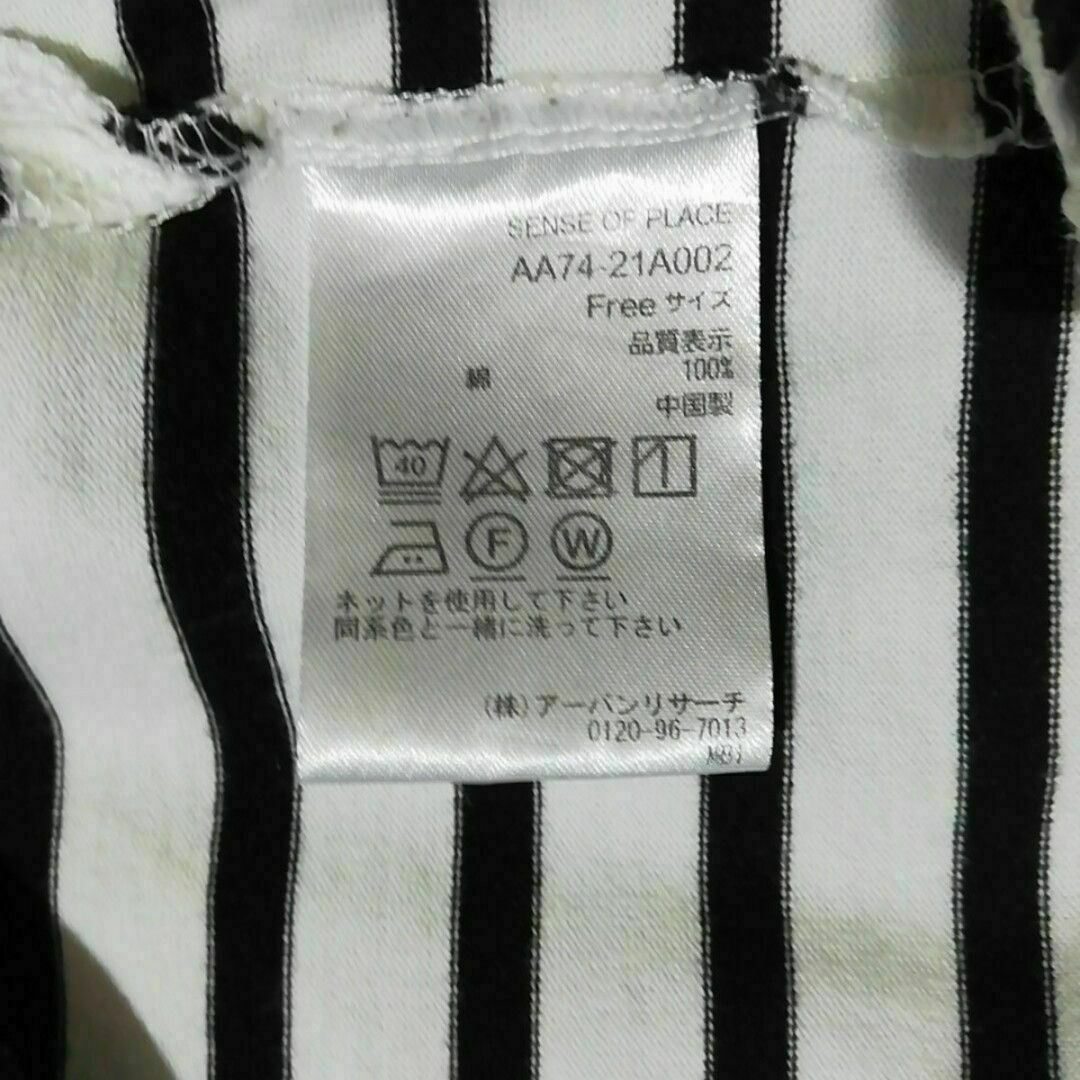 SENSE OF PLACE
AA74-21A002
Free サイズ
品質表示
綿 100%
中国製
40
F W
ネットを使用して下さい
同系色と一緒に洗って下さい
(株)アーバンリサーチ
0120-96-7013